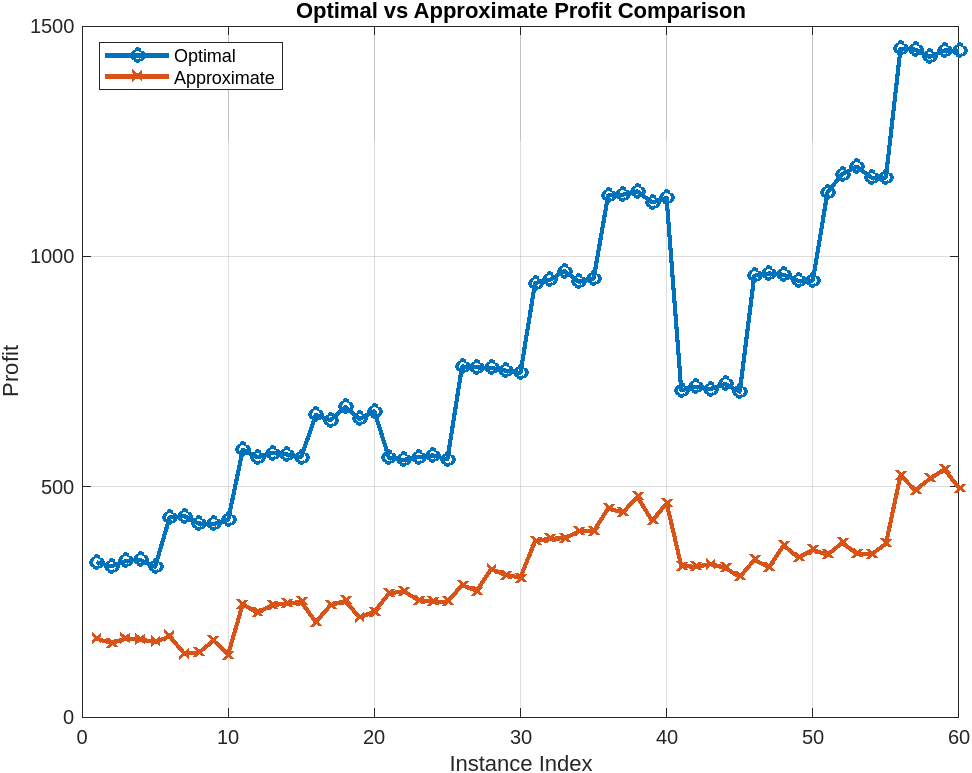 Optimal vs Approximate Profit Comparison
1500
Optimal
Approximate
1000
Profit
500
0
0 10 20 30 40 50 60
Instance Index